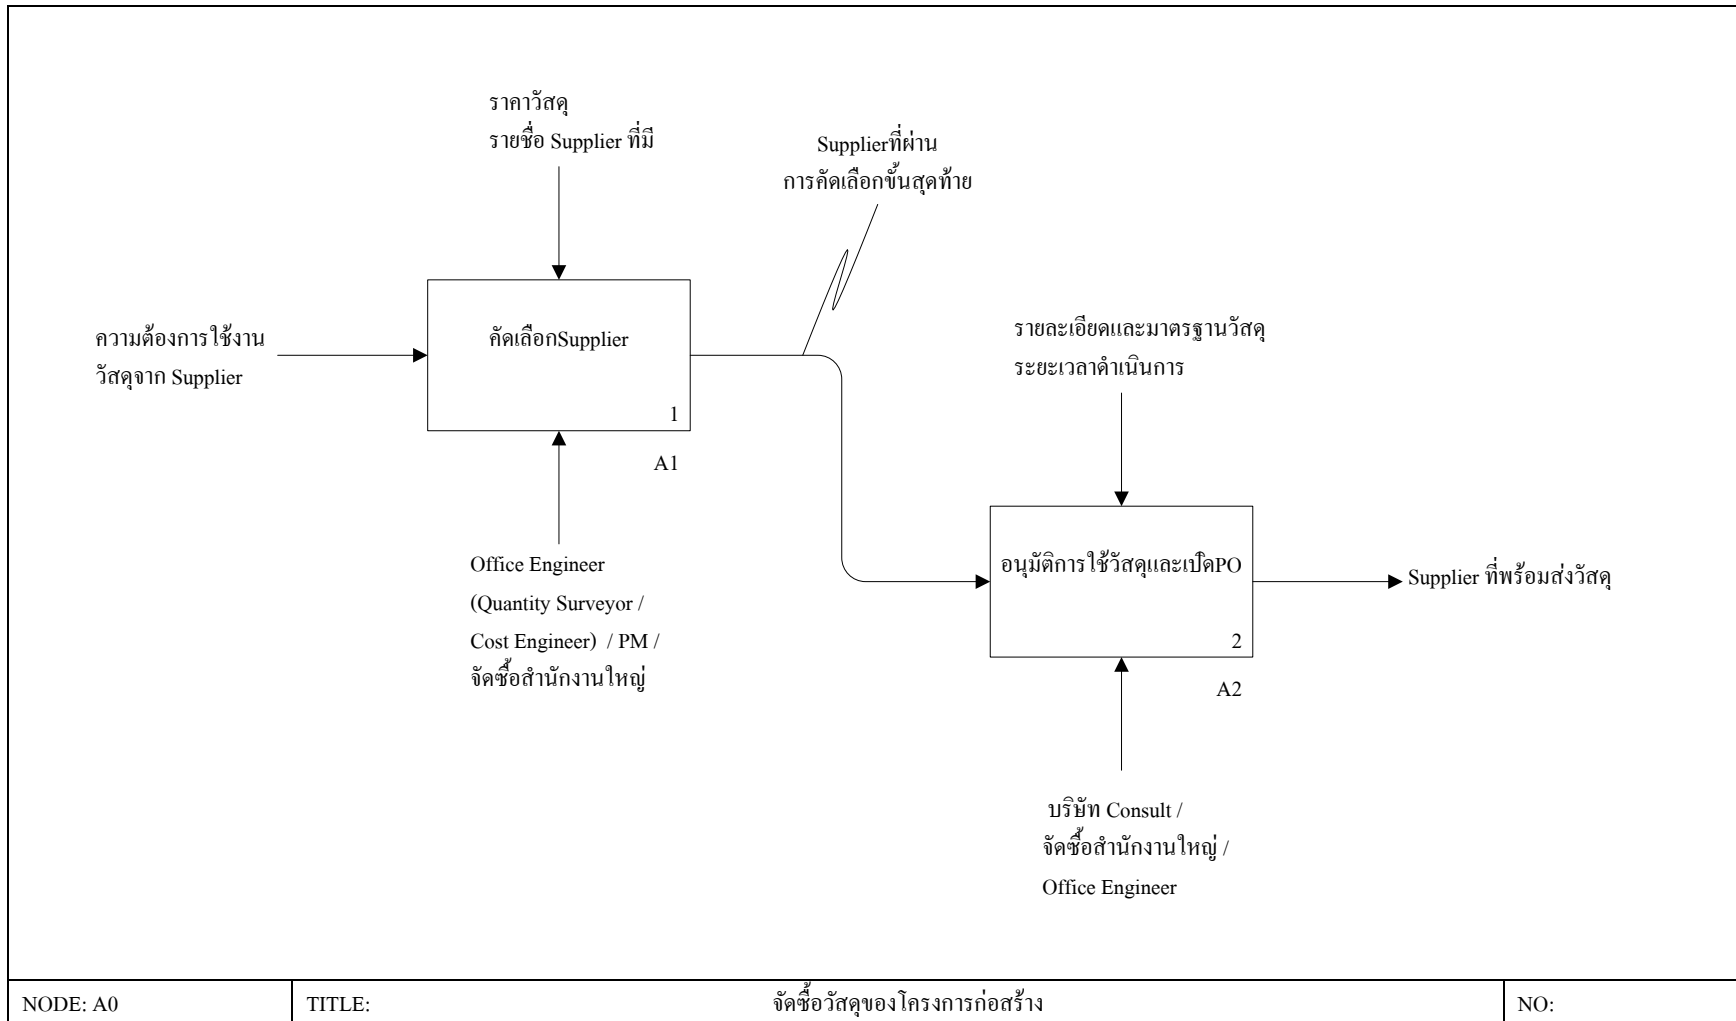 ราคาวัสดุ
รายชื่อ Supplier ที่มี
Supplierที่ผ่าน
การคัดเลือกขั้นสุดท้าย
ความต้องการใช้งาน
วัสดุจาก Supplier
คัดเลือกSupplier
1
A1
รายละเอียดและมาตรฐานวัสดุ
ระยะเวลาดำเนินการ
Office Engineer
(Quantity Surveyor /
Cost Engineer) / PM /
จัดซื้อสำนักงานใหญ่
อนุมัติการใช้วัสดุและเปิดPO
2
A2
Supplier ที่พร้อมส่งวัสดุ
บริษัท Consult /
จัดซื้อสำนักงานใหญ่ /
Office Engineer
NODE: A0
TITLE:
จัดซื้อวัสดุของโครงการก่อสร้าง
NO: